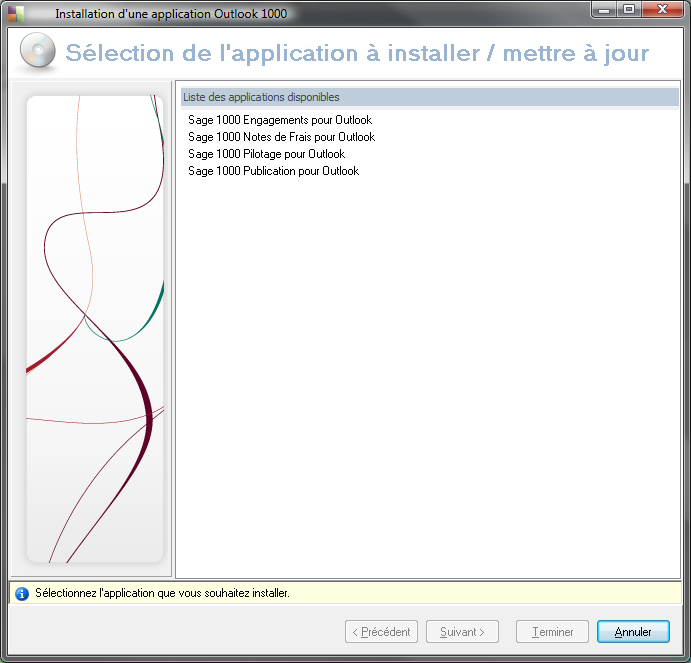 Installation d'une application Outlook 1000
Sélection de l'application à installer / mettre à jour
Liste des applications disponibles
Sage 1000 Engagements pour Outlook
Sage 1000 Notes de Frais pour Outlook
Sage 1000 Pilotage pour Outlook
Sage 1000 Publication pour Outlook
Sélectionnez l'application que vous souhaitez installer.
< Précédent
Suivant >
Terminer
Annuler